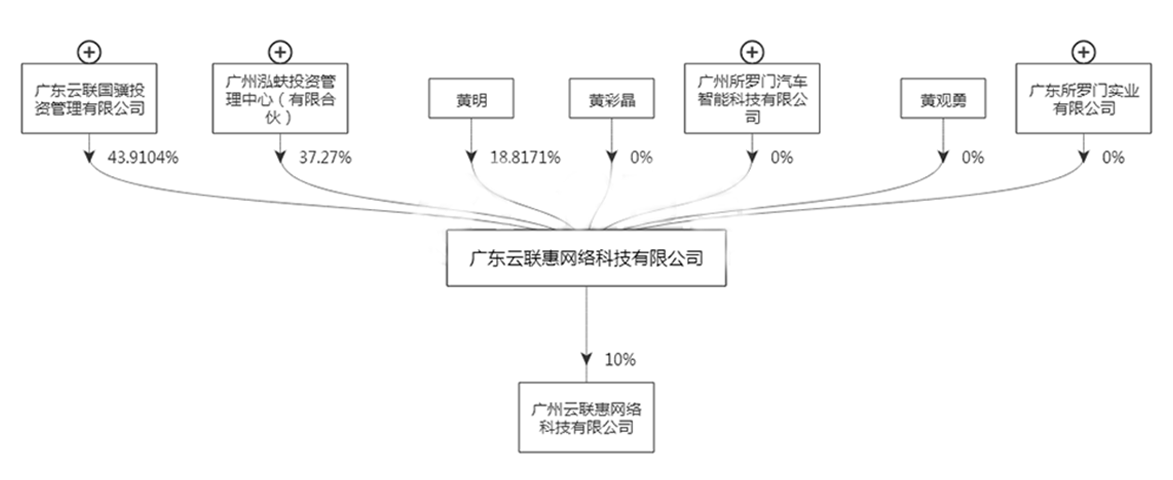 广东云联国骥投
资管理有限公司
广州泓蚨投资管
理中心（有限合
伙）
黄明
黄彩晶
广州所罗门汽车
智能科技有限公
司
黄观勇
广东所罗门实业
有限公司
43.9104%
37.27%
18.8171%
0%
0%
0%
0%
广东云联惠网络科技有限公司
10%
广州云联惠网络
科技有限公司